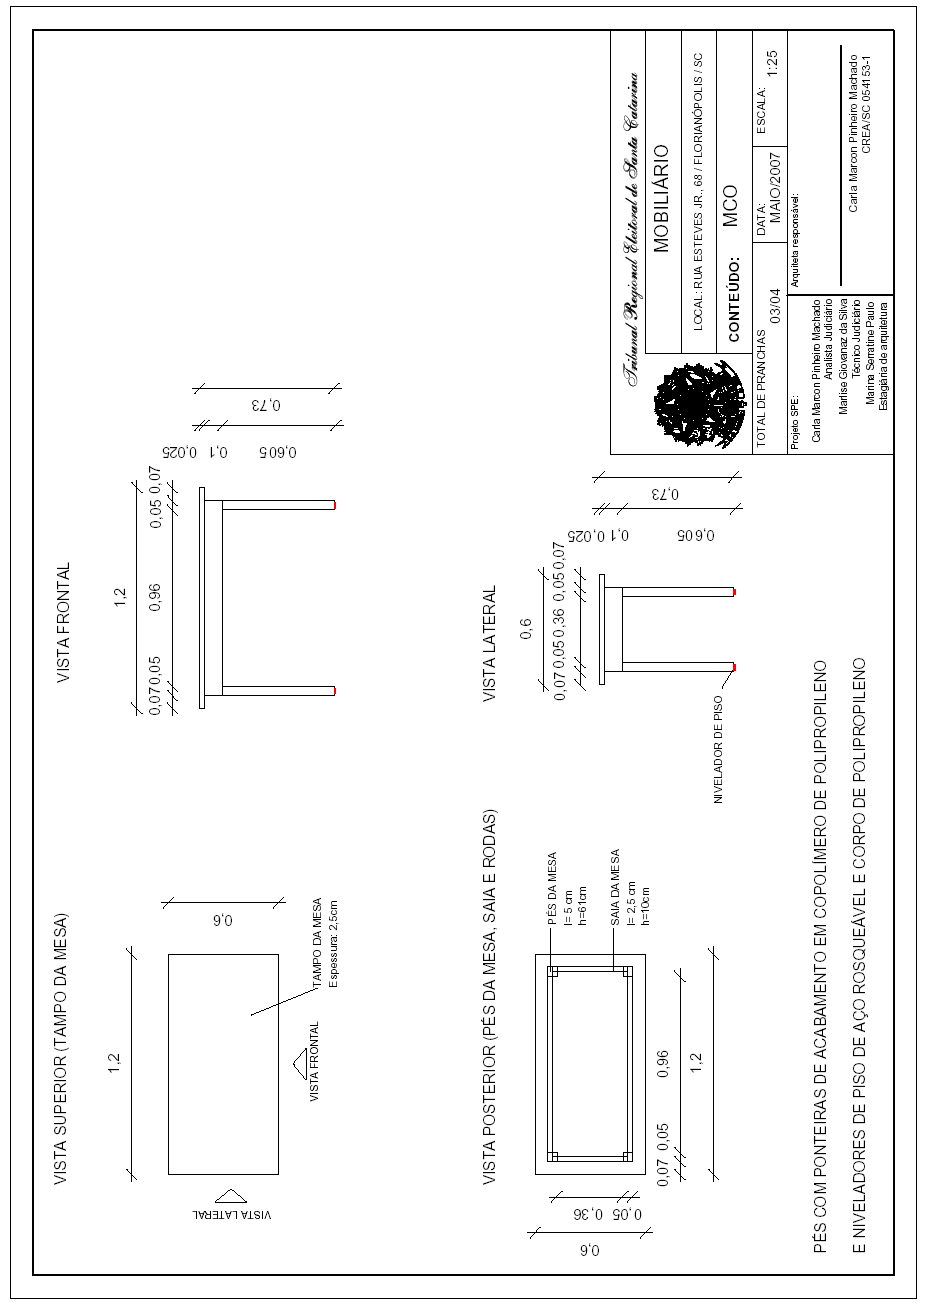 VISTA SUPERIOR (TAMPO DA MESA)
1,2
0,6
TAMPO DA MESA
Espessura: 2,5cm
VISTA FRONTAL
VISTA LATERAL
VISTA FRONTAL
1,2
0,07
0,05
0,96
0,05
0,07
0,025
0,1
0,605
0,73
VISTA POSTERIOR (PÉS DA MESA, SAIA E RODAS)
PÉS DA MESA
l= 5 cm
h=61cm
SAIA DA MESA
l= 2,5 cm
h=10cm
0,07
0,05
0,96
1,2
0,36
0,05
0,6
VISTA LATERAL
0,6
0,07
0,05
0,36
0,05
0,07
0,025
0,1
0,605
0,73
NIVELADOR DE PISO
PÉS COM PONTEIRAS DE ACABAMENTO EM COPOLÍMERO DE POLIPROPILENO
E NIVELADORES DE PISO DE AÇO ROSQUEÁVEL E CORPO DE POLIPROPILENO
Tribunal Regional Eleitoral de Santa Catarina
MOBILIÁRIO
LOCAL: RUA ESTEVES JR., 68 / FLORIANÓPOLIS / SC
CONTEÚDO: MCO
TOTAL DE PRANCHAS
03/04
DATA:
MAIO/2007
ESCALA:
1:25
Projeto SPE:
Carla Marcon Pinheiro Machado
Analista Judiciário
Marlise Giovanaz da Silva
Técnico Judiciário
Marina Serratine Paulo
Estagiária de arquitetura
Arquiteta responsável:
Carla Marcon Pinheiro Machado
CREA/SC 054153-1